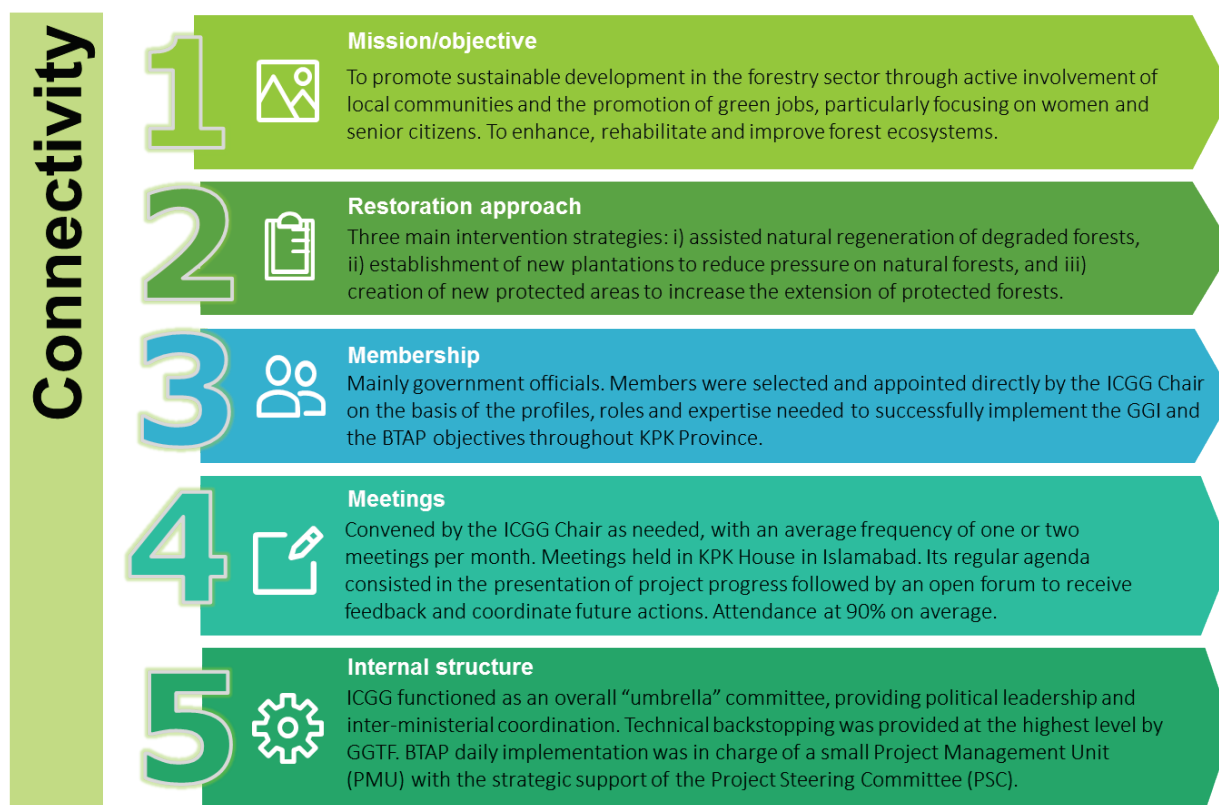 Connectivity
1
Mission/objective
To promote sustainable development in the forestry sector through active involvement of
local communities and the promotion of green jobs, particularly focusing on women and
senior citizens. To enhance, rehabilitate and improve forest ecosystems.
2
Restoration approach
Three main intervention strategies: i) assisted natural regeneration of degraded forests,
ii) establishment of new plantations to reduce pressure on natural forests, and iii)
creation of new protected areas to increase the extension of protected forests.
3
Membership
Mainly government officials. Members were selected and appointed directly by the ICGG Chair
on the basis of the profiles, roles and expertise needed to successfully implement the GGI and
the BTAP objectives throughout KPK Province.
4
Meetings
Convened by the ICGG Chair as needed, with an average frequency of one or two
meetings per month. Meetings held in KPK House in Islamabad. Its regular agenda
consisted in the presentation of project progress followed by an open forum to receive
feedback and coordinate future actions. Attendance at 90% on average.
5
Internal structure
ICGG functioned as an overall “umbrella” committee, providing political leadership and
inter-ministerial coordination. Technical backstopping was provided at the highest level by
GGTF. BTAP daily implementation was in charge of a small Project Management Unit
(PMU) with the strategic support of the Project Steering Committee (PSC).